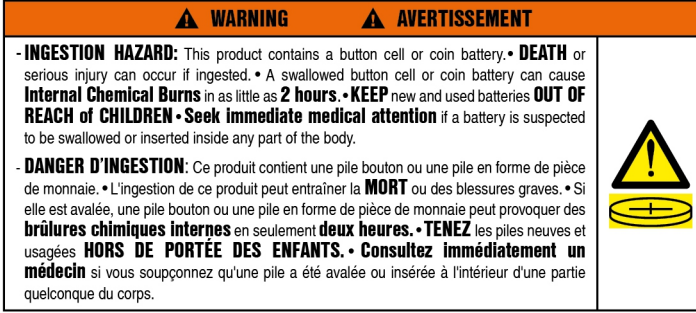 WARNING AVERTISSEMENT
- INGESTION HAZARD: This product contains a button cell or coin battery. • DEATH or
serious injury can occur if ingested. • A swallowed button cell or coin battery can cause
Internal Chemical Burns in as little as 2 hours. • KEEP new and used batteries OUT OF
REACH of CHILDREN • Seek immediate medical attention if a battery is suspected
to be swallowed or inserted inside any part of the body.
- DANGER D'INGESTION: Ce produit contient une pile bouton ou une pile en forme de pièce
de monnaie. • L'ingestion de ce produit peut entraîner la MORT ou des blessures graves. • Si
elle est avalée, une pile bouton ou une pile en forme de pièce de monnaie peut provoquer des
brûlures chimiques internes en seulement deux heures. • TENEZ les piles neuves et
usagées HORS DE PORTÉE DES ENFANTS. • Consultez immédiatement un
médecin si vous soupçonnez qu'une pile a été avalée ou insérée à l'intérieur d'une partie
quelconque du corps.